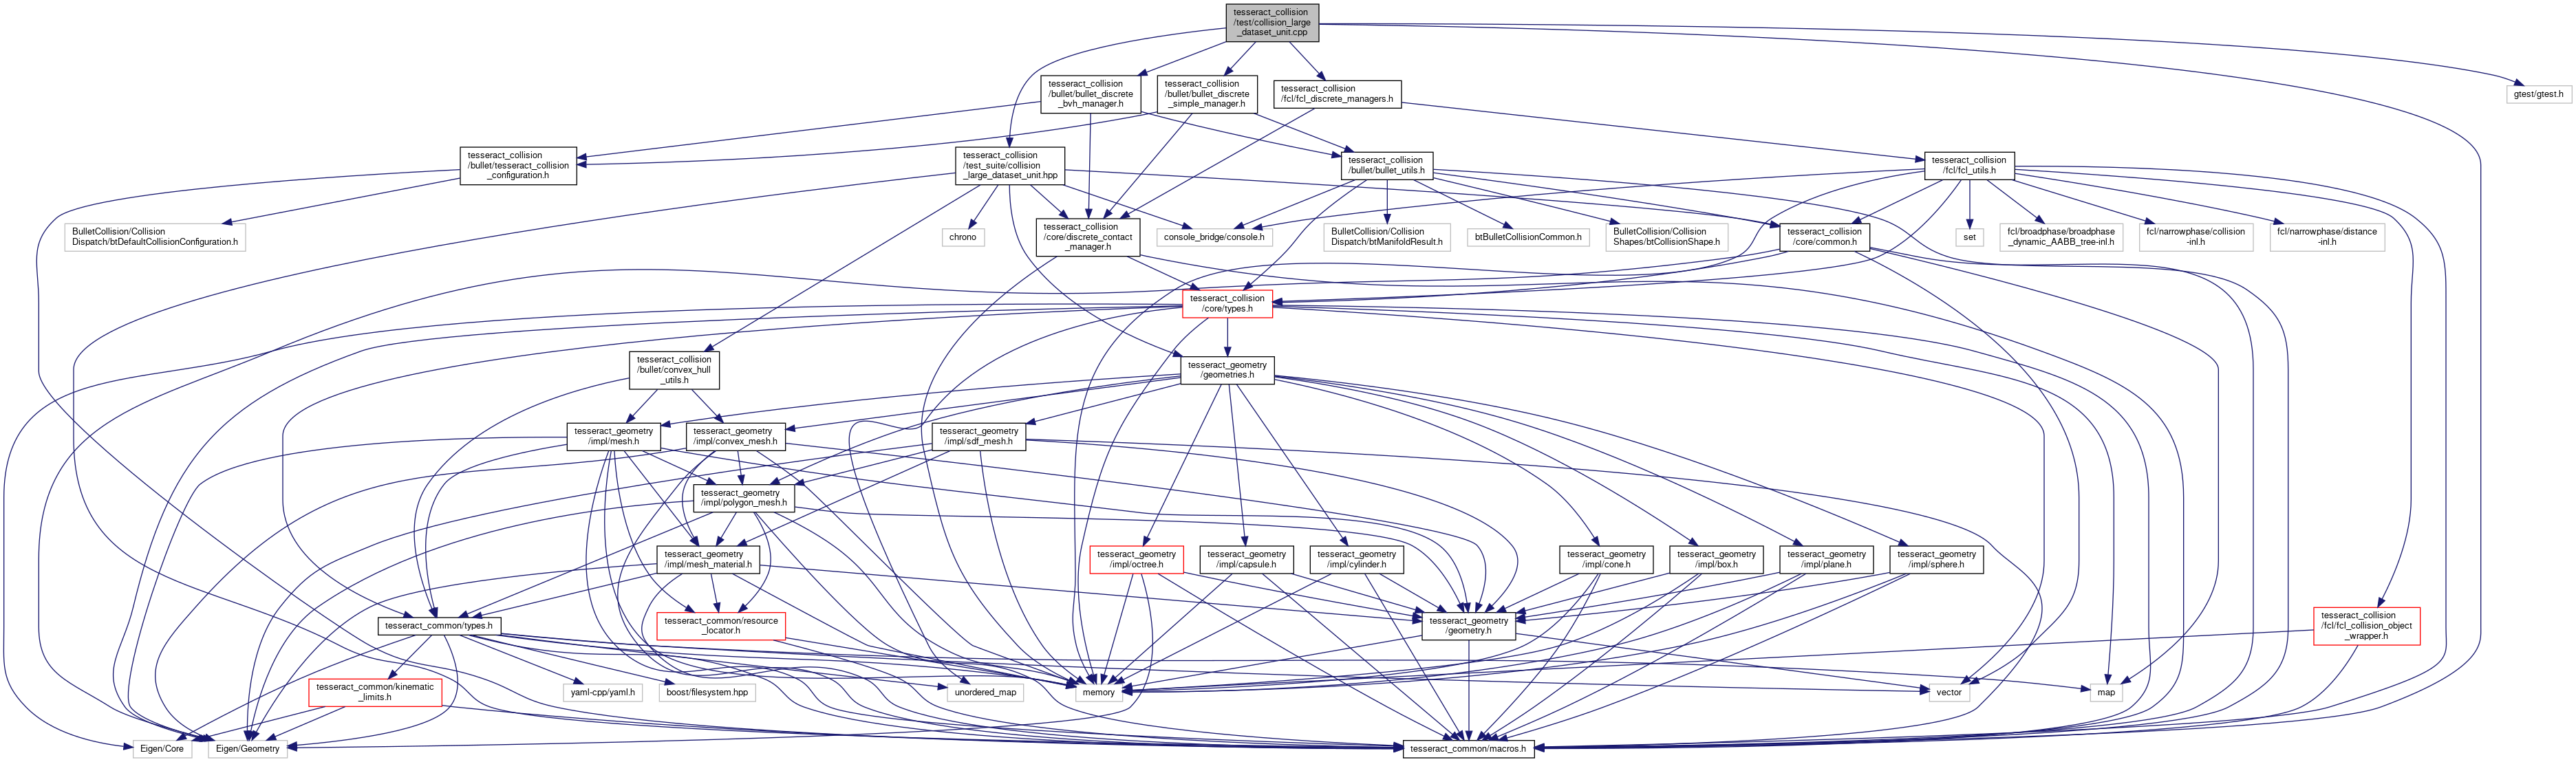 tesseract_collision
/test/collision_large
_dataset_unit.cpp
tesseract_collision
/bullet/bullet_discrete
_bvh_manager.h
tesseract_collision
/bullet/bullet_discrete
_simple_manager.h
tesseract_collision
/fcl/fcl_discrete_managers.h
gtest/gtest.h
tesseract_collision
/bullet/tesseract_collision
_configuration.h
tesseract_collision
/test_suite/collision
_large_dataset_unit.hpp
tesseract_collision
/bullet/bullet_utils.h
tesseract_collision
/fcl/fcl_utils.h
BulletCollision/Collision
Dispatch/btDefaultCollisionConfiguration.h
chrono
tesseract_collision
/core/discrete_contact
_manager.h
console_bridge/console.h
BulletCollision/Collision
Dispatch/btManifoldResult.h
btBulletCollisionCommon.h
BulletCollision/Collision
Shapes/btCollisionShape.h
tesseract_collision
/core/common.h
set
fcl/broadphase/broadphase
_dynamic_AABB_tree-inl.h
fcl/narrowphase/collision
-inl.h
fcl/narrowphase/distance
-inl.h
tesseract_collision
/core/types.h
tesseract_collision
/bullet/convex_hull
_utils.h
tesseract_geometry
/geometries.h
tesseract_geometry
/impl/mesh.h
tesseract_geometry
/impl/convex_mesh.h
tesseract_geometry
/impl/sdf_mesh.h
tesseract_geometry
/impl/polygon_mesh.h
tesseract_geometry
/impl/mesh_material.h
tesseract_geometry
/impl/octree.h
tesseract_geometry
/impl/capsule.h
tesseract_geometry
/impl/cylinder.h
tesseract_geometry
/impl/cone.h
tesseract_geometry
/impl/box.h
tesseract_geometry
/impl/plane.h
tesseract_geometry
/impl/sphere.h
tesseract_common/types.h
tesseract_common/resource
_locator.h
tesseract_geometry
/geometry.h
tesseract_collision
/fcl/fcl_collision_object
_wrapper.h
tesseract_common/kinematic
_limits.h
yaml-cpp/yaml.h
boost/filesystem.hpp
unordered_map
memory
vector
map
Eigen/Core
Eigen/Geometry
tesseract_common/macros.h